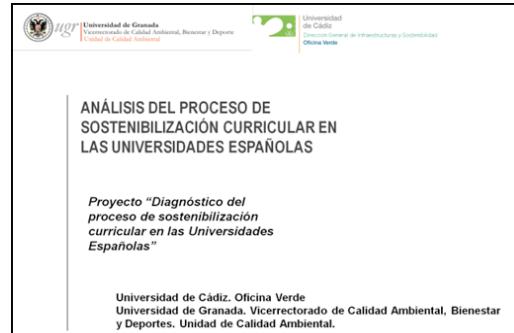 ugr
Universidad de Granada
Vicerrectorado de Calidad Ambiental, Bienestar y Deporte
Unidad de Calidad Ambiental
Universidad
de Cádiz
Dirección General de Infraestructuras y Sostenibilidad
Oficina Verde
ANÁLISIS DEL PROCESO DE
SOSTENIBILIZACIÓN CURRICULAR EN
LAS UNIVERSIDADES ESPAÑOLAS
Proyecto “Diagnóstico del
proceso de sostenibilización
curricular en las Universidades
Españolas”
Universidad de Cádiz. Oficina Verde
Universidad de Granada. Vicerrectorado de Calidad Ambiental, Bienestar
y Deportes. Unidad de Calidad Ambiental.